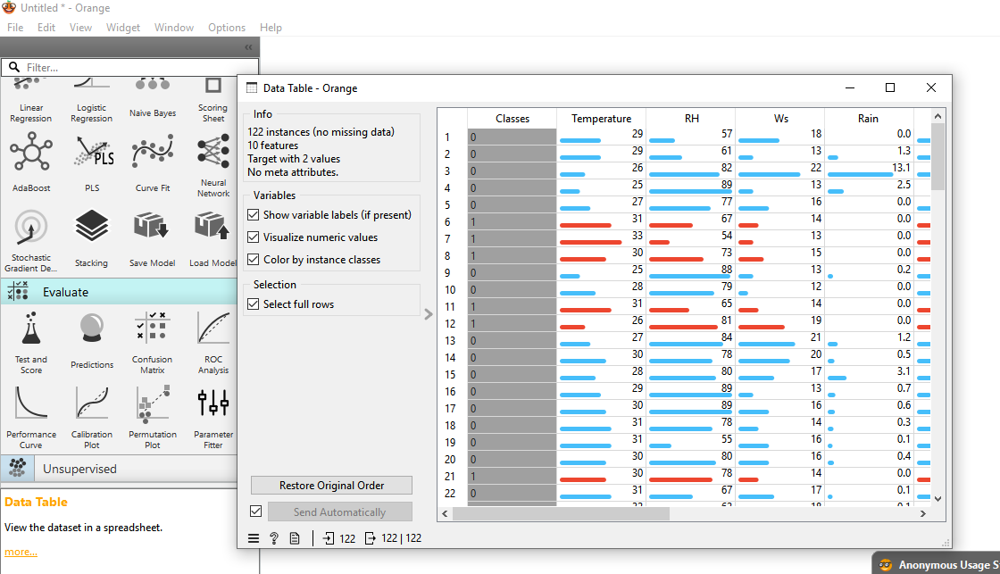 Untitled * - Orange
File Edit View Widget Window Options Help
Filter...
Linear Regression
Logistic Regression
Naive Bayes
Scoring Sheet
AdaBoost
PLS
PLS
Curve Fit
Neural Network
Stochastic Gradient De...
Stacking
Save Model
Load Model
Evaluate
Test and Score
Predictions
Confusion Matrix
ROC Analysis
Performance Curve
Calibration Plot
Permutation Plot
Parameter Fitter
Unsupervised
Data Table
View the dataset in a spreadsheet.
more...
Data Table - Orange
Info
122 instances (no missing data)
10 features
Target with 2 values
No meta attributes.
Variables
Show variable labels (if present)
Visualize numeric values
Color by instance classes
Selection
Select full rows
Restore Original Order
Send Automatically
? 122 122 | 122
Classes Temperature RH Ws Rain
1 0 29 57 18 0.0
2 0 29 61 13 1.3
3 0 26 82 22 13.1
4 0 25 89 13 2.5
5 0 27 77 16 0.0
6 1 31 67 14 0.0
7 1 33 54 13 0.0
8 1 30 73 15 0.0
9 0 25 88 13 0.2
10 0 28 79 12 0.0
11 1 31 65 14 0.0
12 1 26 81 19 0.0
13 0 27 84 21 1.2
14 0 30 78 20 0.5
15 0 28 80 17 3.1
16 0 29 89 13 0.7
17 0 30 89 16 0.6
18 0 31 78 14 0.3
19 0 31 55 16 0.1
20 0 30 80 16 0.4
21 1 30 78 14 0.0
22 0 31 67 17 0.1
Anonymous Usage S